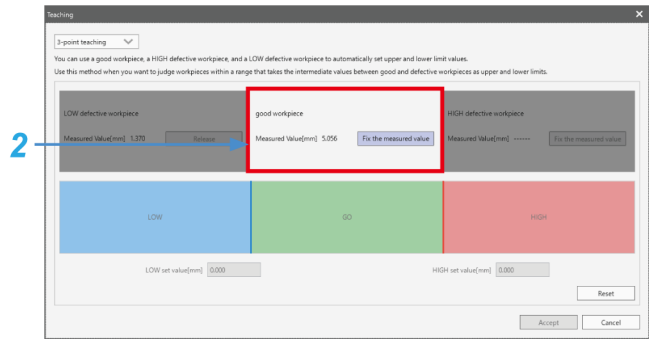 Teaching
3-point teaching
You can use a good workpiece, a HIGH defective workpiece, and a LOW defective workpiece to automatically set upper and lower limit values.
Use this method when you want to judge workpieces within a range that takes the intermediate values between good and defective workpieces as upper and lower limits.
LOW defective workpiece
Measured Value[mm] 1.370 Release
good workpiece
Measured Value[mm] 5.056 Fix the measured value
HIGH defective workpiece
Measured Value[mm] ------ Fix the measured value
2
LOW GO HIGH
LOW set value[mm] 0.000 HIGH set value[mm] 0.000
Reset
Accept Cancel